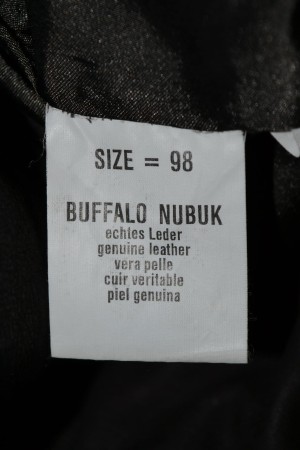 SIZE = 98
BUFFALO NUBUK
echtes Leder
genuine leather
vera pelle
cuir veritable
piel genuina